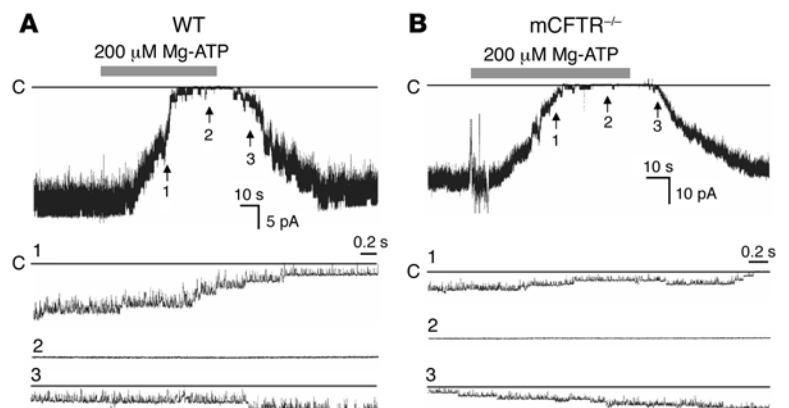 A
WT
200 μM Mg-ATP
C
1
2
3
10 s
5 pA
0.2 s
1
C
2
3
B
mCFTR–/–
200 μM Mg-ATP
C
1
2
3
10 s
10 pA
0.2 s
1
C
2
3